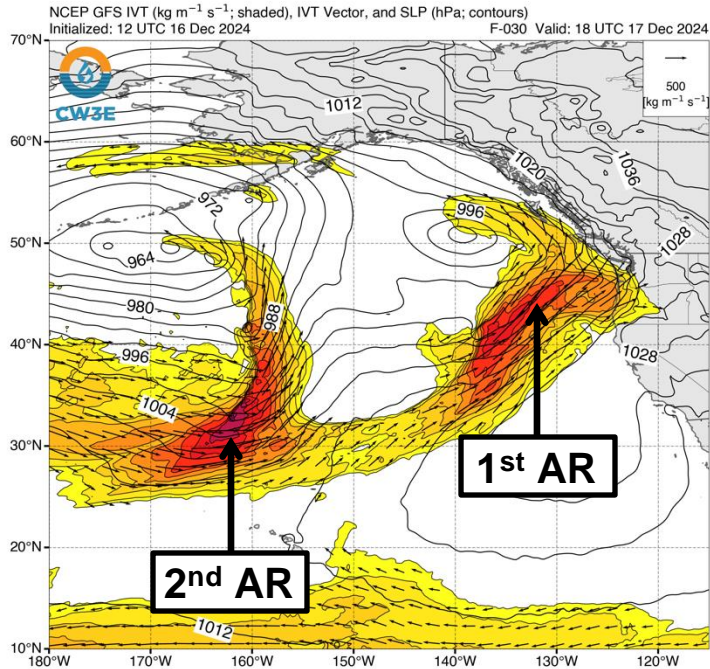 NCEP GFS IVT (kg m⁻¹ s⁻¹; shaded), IVT Vector, and SLP (hPa; contours)
Initialized: 12 UTC 16 Dec 2024 F-030 Valid: 18 UTC 17 Dec 2024
70°N
CW3E
500
[kg m⁻¹ s⁻¹]
1012
60°N
1020
1036
972
996
50°N
964
1028
980
988
40°N
996
1028
1004
30°N
1st AR
20°N
2nd AR
1012
10°N
180°W 170°W 160°W 150°W 140°W 130°W 120°W